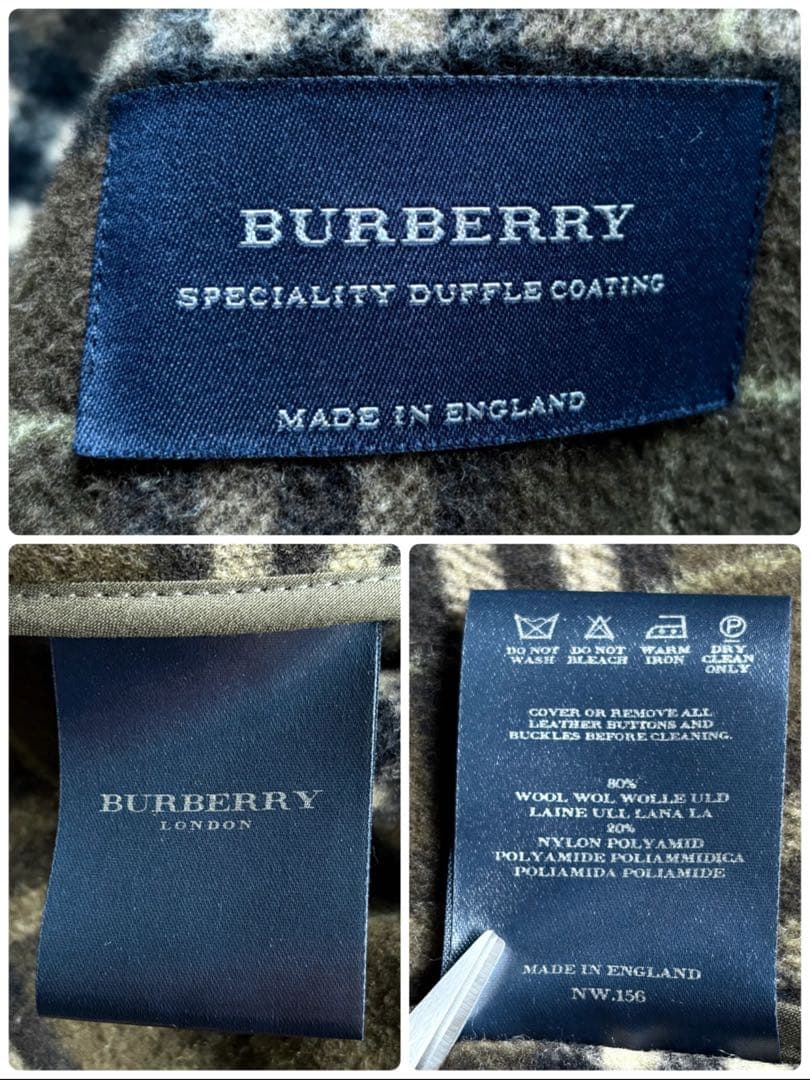 BURBERRY
SPECIALITY DUFFLE COATING
MADE IN ENGLAND
BURBERRY
LONDON
DO NOT WASH
DO NOT BLEACH
WARM IRON
P
DRY CLEAN ONLY
COVER OR REMOVE ALL
LEATHER BUTTONS AND
BUCKLES BEFORE CLEANING.
80%
WOOL WOL WOLLE ULD
LAINE ULL LANA LA
20%
NYLON POLYAMID
POLYAMIDE POLIAMMIDICA
POLIAMIDA POLIAMIDE
MADE IN ENGLAND
NW.156